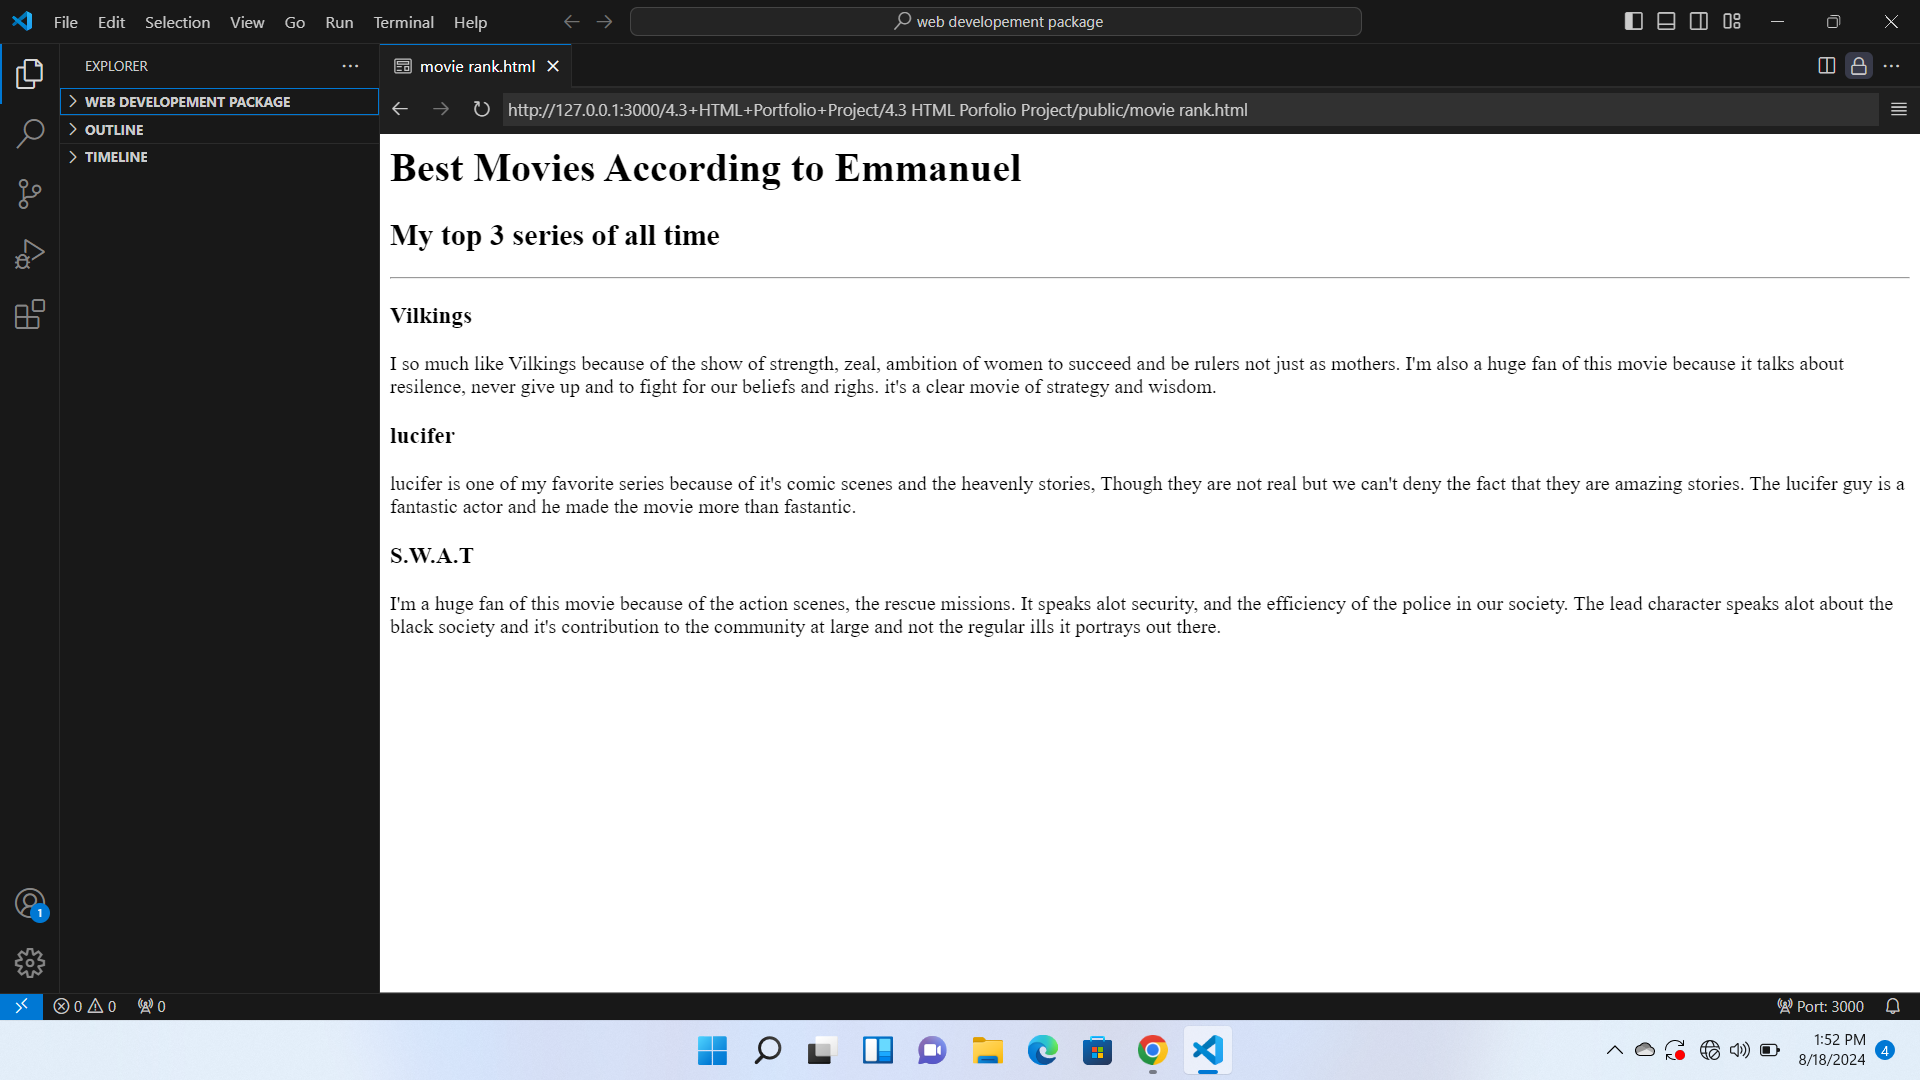 File Edit Selection View Go Run Terminal Help
web developement package
EXPLORER
movie rank.html
WEB DEVELOPEMENT PACKAGE
http://127.0.0.1:3000/4.3+HTML+Portfolio+Project/4.3 HTML Porfolio Project/public/movie rank.html
OUTLINE
TIMELINE
Best Movies According to Emmanuel
My top 3 series of all time
Vilkings
I so much like Vilkings because of the show of strength, zeal, ambition of women to succeed and be rulers not just as mothers. I'm also a huge fan of this movie because it talks about
resilence, never give up and to fight for our beliefs and righs. it's a clear movie of strategy and wisdom.
lucifer
lucifer is one of my favorite series because of it's comic scenes and the heavenly stories, Though they are not real but we can't deny the fact that they are amazing stories. The lucifer guy is a
fantastic actor and he made the movie more than fastantic.
S.W.A.T
I'm a huge fan of this movie because of the action scenes, the rescue missions. It speaks alot security, and the efficiency of the police in our society. The lead character speaks alot about the
black society and it's contribution to the community at large and not the regular ills it portrays out there.
1
0 0 0
Port: 3000
1:52 PM
8/18/2024
4